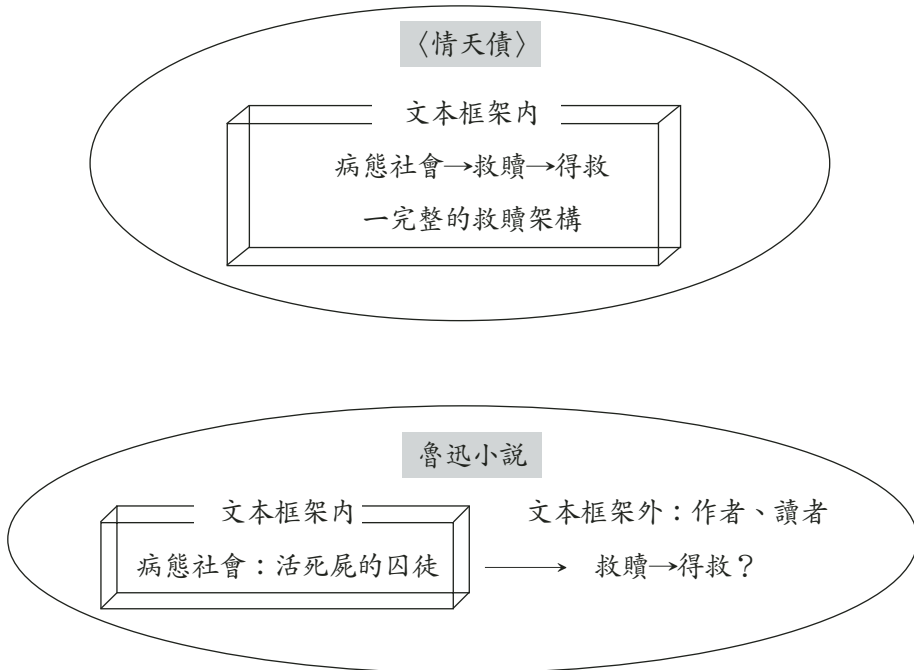 〈情天債〉
文本框架內
病態社會→救贖→得救
一完整的救贖架構
魯迅小說
文本框架內
文本框架外：作者、讀者
病態社會：活死屍的囚徒
救贖→得救？